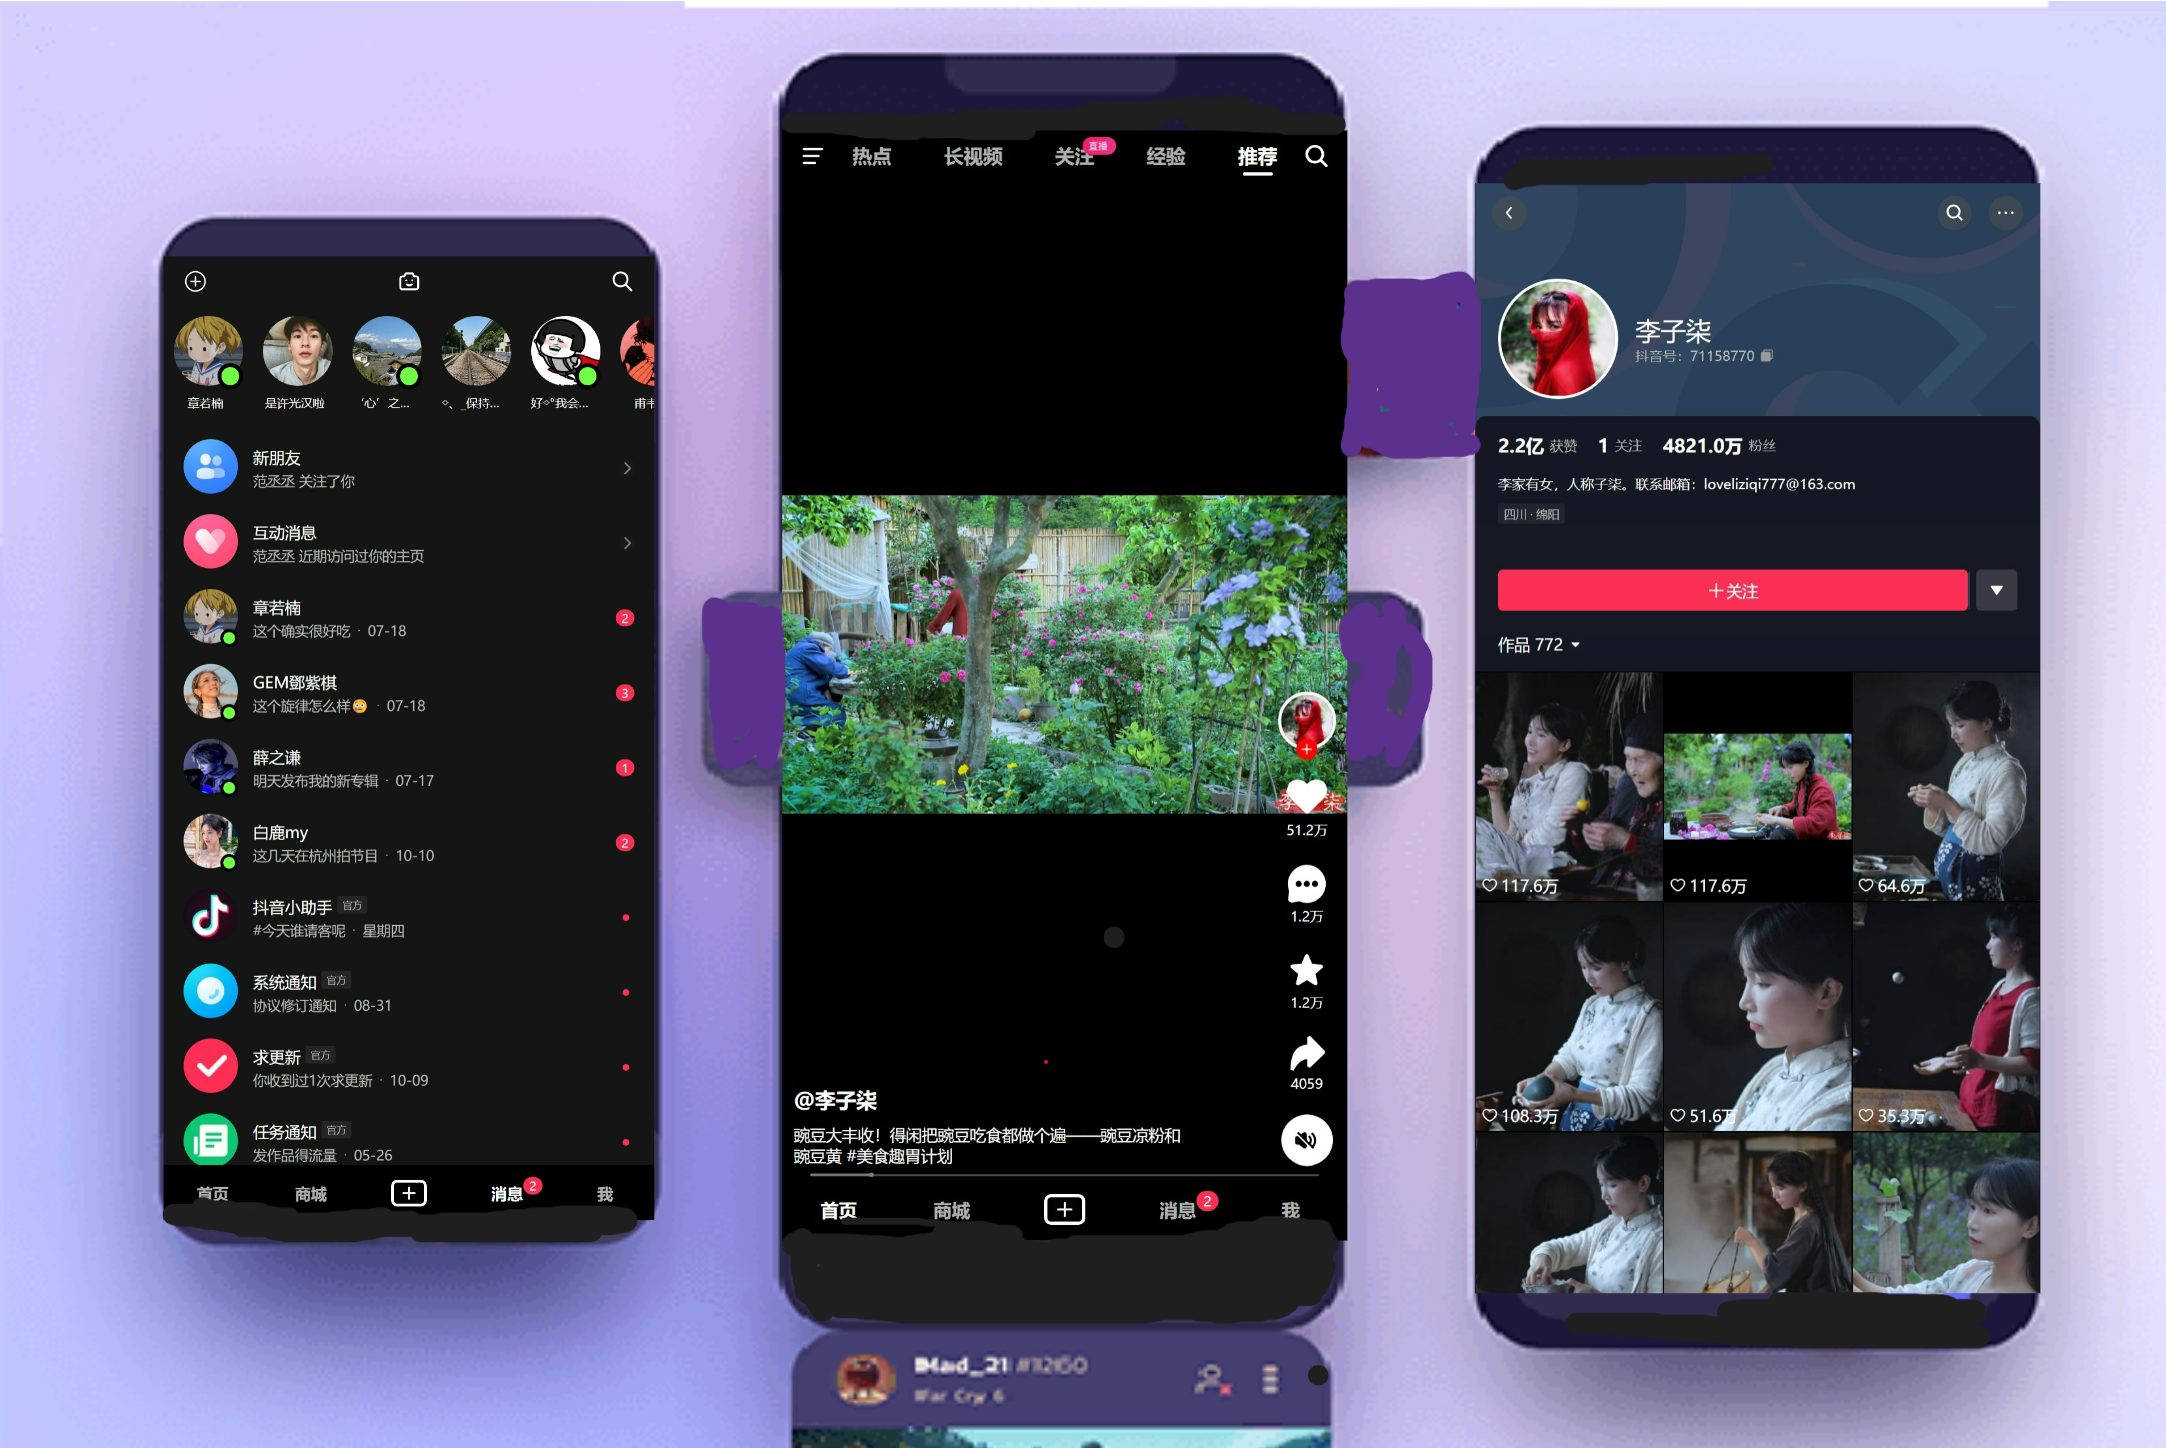 章若楠
是许光汉啦
'心' 之...
◇、_保持...
好○°我会...
新朋友
范丞丞 关注了你
互动消息
范丞丞 近期访问过你的主页
章若楠
这个确实很好吃 · 07-18
2
GEM鄧紫棋
这个旋律怎么样😳 · 07-18
3
薛之谦
明天发布我的新专辑 · 07-17
1
白鹿my
这几天在杭州拍节目 · 10-10
2
抖音小助手 官方
#今天谁请客呢 · 星期四
系统通知 官方
协议修订通知 · 08-31
求更新 官方
你收到过1次求更新 · 10-09
任务通知 官方
发作品得流量 · 05-26
首页 商城 消息 2 我
热点 长视频 关注 直播 经验 推荐
51.2万
1.2万
1.2万
4059
@李子柒
豌豆大丰收！得闲把豌豆吃食都做个遍——豌豆凉粉和
豌豆黄 #美食趣胃计划
首页 商城 消息 2 我
Mad_21 #112150
War Cry 6
李子柒
抖音号：71158770
2.2亿 获赞 1 关注 4821.0万 粉丝
李家有女，人称子柒。联系邮箱：loveliziqi777@163.com
四川 · 绵阳
+关注
作品 772
117.6万 117.6万 64.6万
108.3万 51.6万 35.3万